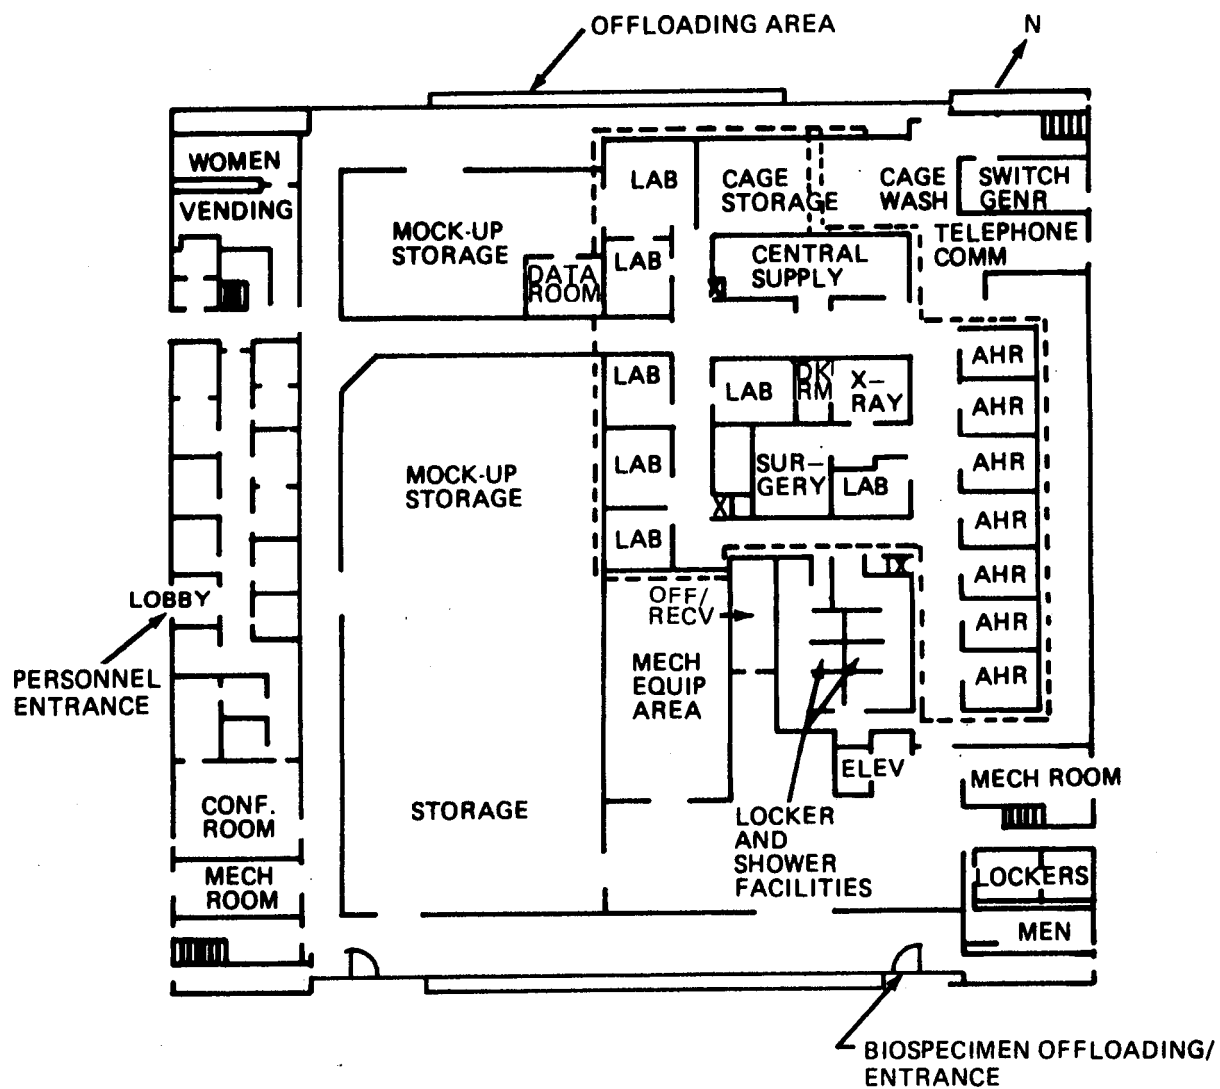 OFFLOADING AREA
N
WOMEN
VENDING
MOCK-UP
STORAGE
DATA
ROOM
LAB
LAB
CAGE
STORAGE
CAGE
WASH
SWITCH
GENR
TELEPHONE
COMM
CENTRAL
SUPPLY
X
LAB
LAB
DK
RM
X–
RAY
AHR
AHR
MOCK-UP
STORAGE
LAB
SUR–
GERY
LAB
AHR
X
LAB
AHR
X
AHR
LOBBY
OFF/
RECV
AHR
PERSONNEL
ENTRANCE
MECH
EQUIP
AREA
AHR
ELEV
MECH ROOM
CONF.
ROOM
STORAGE
LOCKER
AND
SHOWER
FACILITIES
MECH
ROOM
LOCKERS
MEN
BIOSPECIMEN OFFLOADING/
ENTRANCE